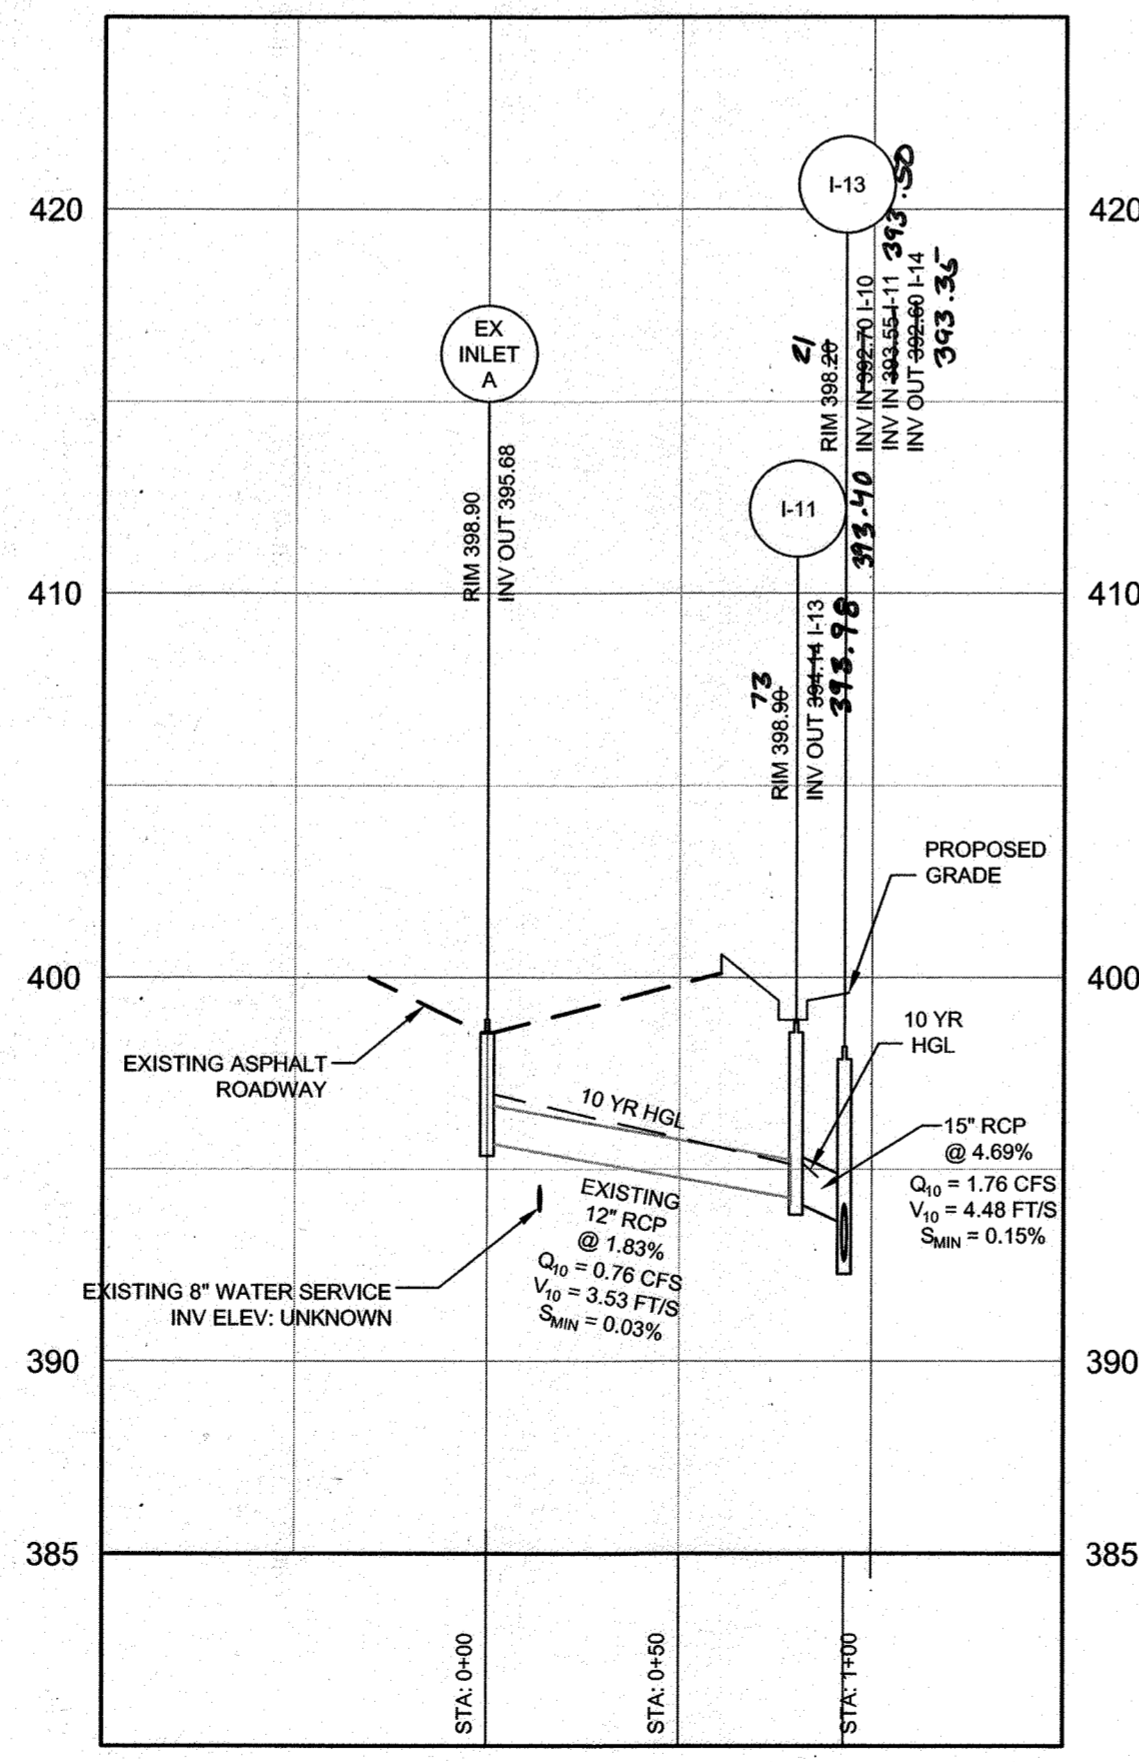 420
420
410
410
400
400
390
390
385
385
I-13
RIM 398.20
21
INV IN 392.70 I-10
393.40
INV IN 393.55 I-11
393.50
INV OUT 392.60 I-14
393.35
EX
INLET
A
RIM 398.90
INV OUT 395.68
I-11
RIM 398.90
73
INV OUT 394.14 I-13
393.98
PROPOSED
GRADE
10 YR
HGL
EXISTING ASPHALT
ROADWAY
10 YR HGL
15" RCP
@ 4.69%
Q10 = 1.76 CFS
V10 = 4.48 FT/S
SMIN = 0.15%
EXISTING
12" RCP
@ 1.83%
Q10 = 0.76 CFS
V10 = 3.53 FT/S
SMIN = 0.03%
EXISTING 8" WATER SERVICE
INV ELEV: UNKNOWN
STA: 0+00
STA: 0+50
STA: 1+00